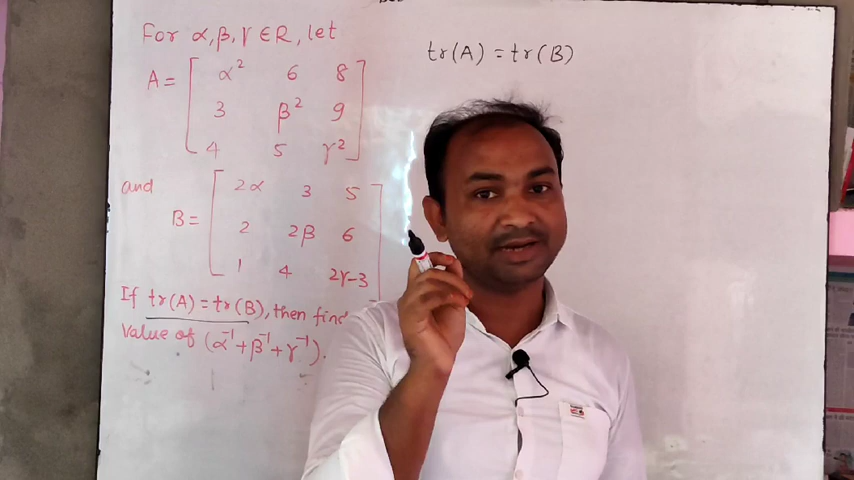 For α, β, γ ∈ R, let
A = [ α² 6 8
3 β² 9
4 5 γ² ]
and
B = [ 2α 3 5
2 2β 6
1 4 2γ-3 ]
If tr(A) = tr(B), then find
value of (α⁻¹ + β⁻¹ + γ⁻¹).
tr(A) = tr(B)